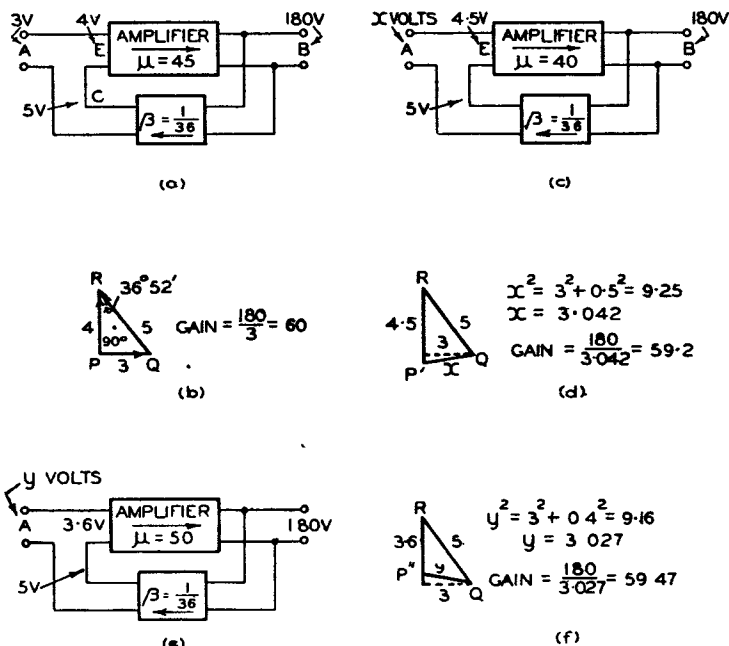 3V
4V
180V
A
E
AMPLIFIER
μ = 45
B
5V
C
β = 1/36
(a)
x VOLTS
4.5V
180V
A
E
AMPLIFIER
μ = 40
B
5V
β = 1/36
(c)
R
36° 52'
4
5
90°
P
3
Q
GAIN = 180/3 = 60
(b)
R
4·5
5
3
P'
x
Q
x² = 3² + 0·5² = 9·25
x = 3·042
GAIN = 180/3·042 = 59·2
(d)
y VOLTS
A
3·6V
AMPLIFIER
μ = 50
180V
5V
β = 1/36
(e)
R
3·6
5
P"
y
3
Q
y² = 3² + 0 4² = 9·16
y = 3 027
GAIN = 180/3·027 = 59 47
(f)